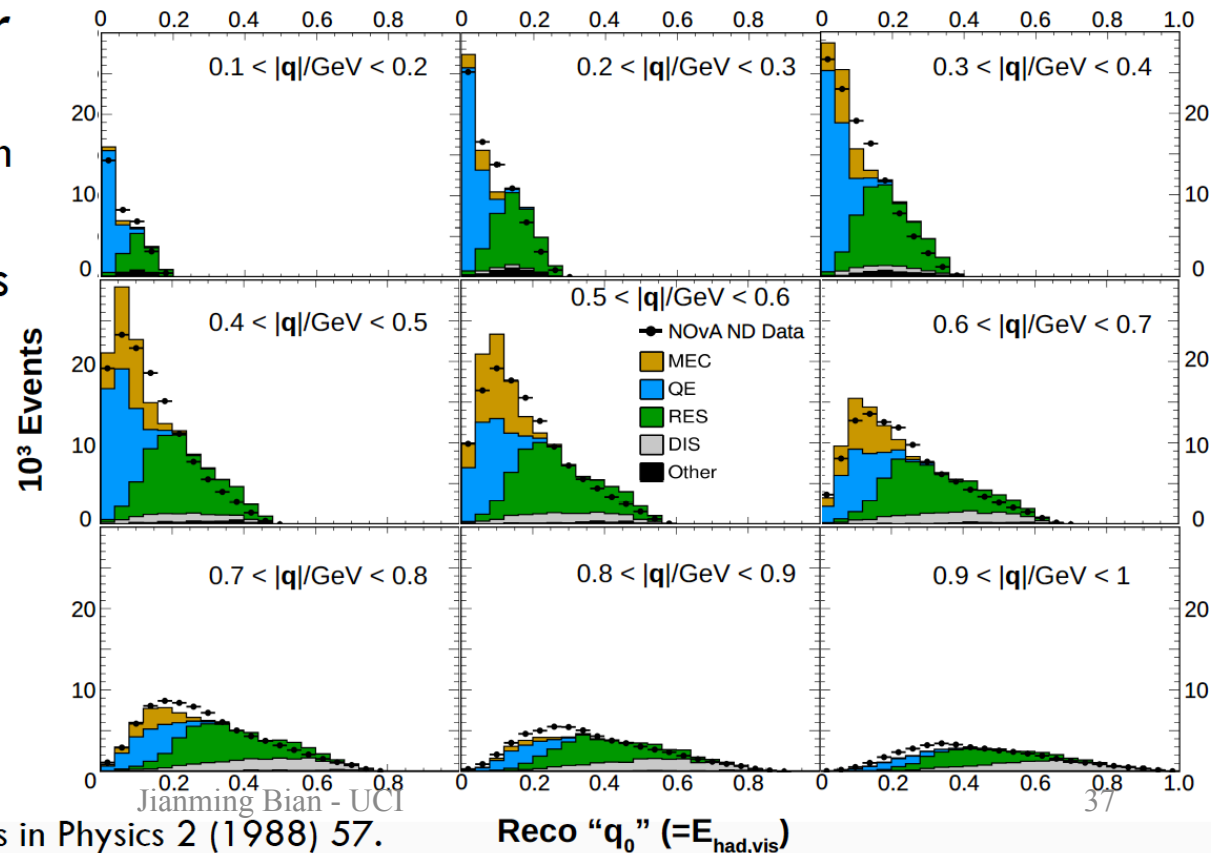 r
0 0.2 0.4 0.6 0.8 0 0.2 0.4 0.6 0.8 0 0.2 0.4 0.6 0.8 1.0
0.1 < |q|/GeV < 0.2
0.2 < |q|/GeV < 0.3
0.3 < |q|/GeV < 0.4
20 20
n
10 10
s
0 0
0.4 < |q|/GeV < 0.5
0.5 < |q|/GeV < 0.6
0.6 < |q|/GeV < 0.7
NOvA ND Data
MEC
QE
RES
DIS
Other
10³ Events
20 20
10 10
0 0
0.7 < |q|/GeV < 0.8
0.8 < |q|/GeV < 0.9
0.9 < |q|/GeV < 1
20 20
10 10
0 0.2 0.4 0.6 0.8 0 0.2 0.4 0.6 0.8 0 0.2 0.4 0.6 0.8 1.0
Jianming Bian - UCI 37
s in Physics 2 (1988) 57.
Reco “q₀” (=E_had,vis)